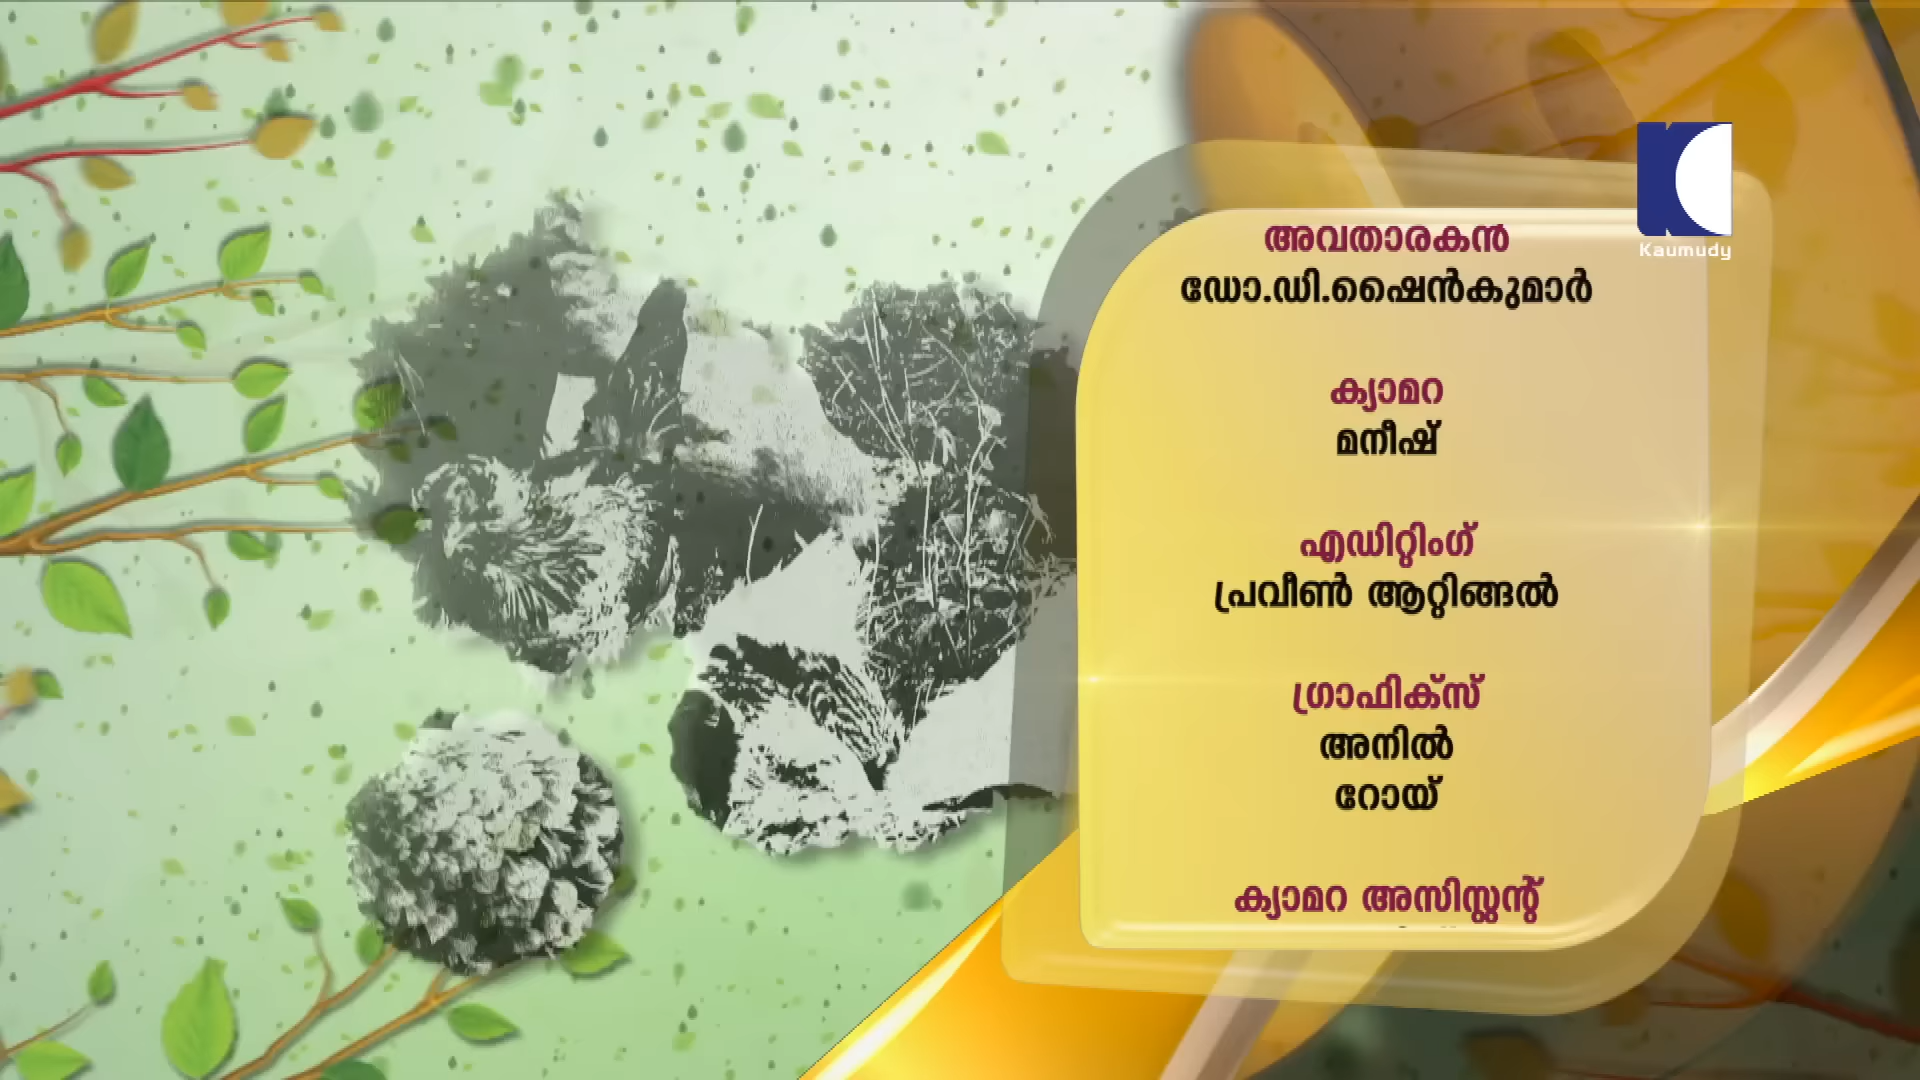 Kaumudy
അവതാരകൻ
ഡോ.ഡി.ഷൈൻകുമാർ
ക്യാമറ
മനീഷ്
എഡിറ്റിംഗ്
പ്രവീൺ ആറ്റിങ്ങൽ
ഗ്രാഫിക്സ്
അനിൽ
റോയ്
ക്യാമറ അസിസ്റ്റന്റ്